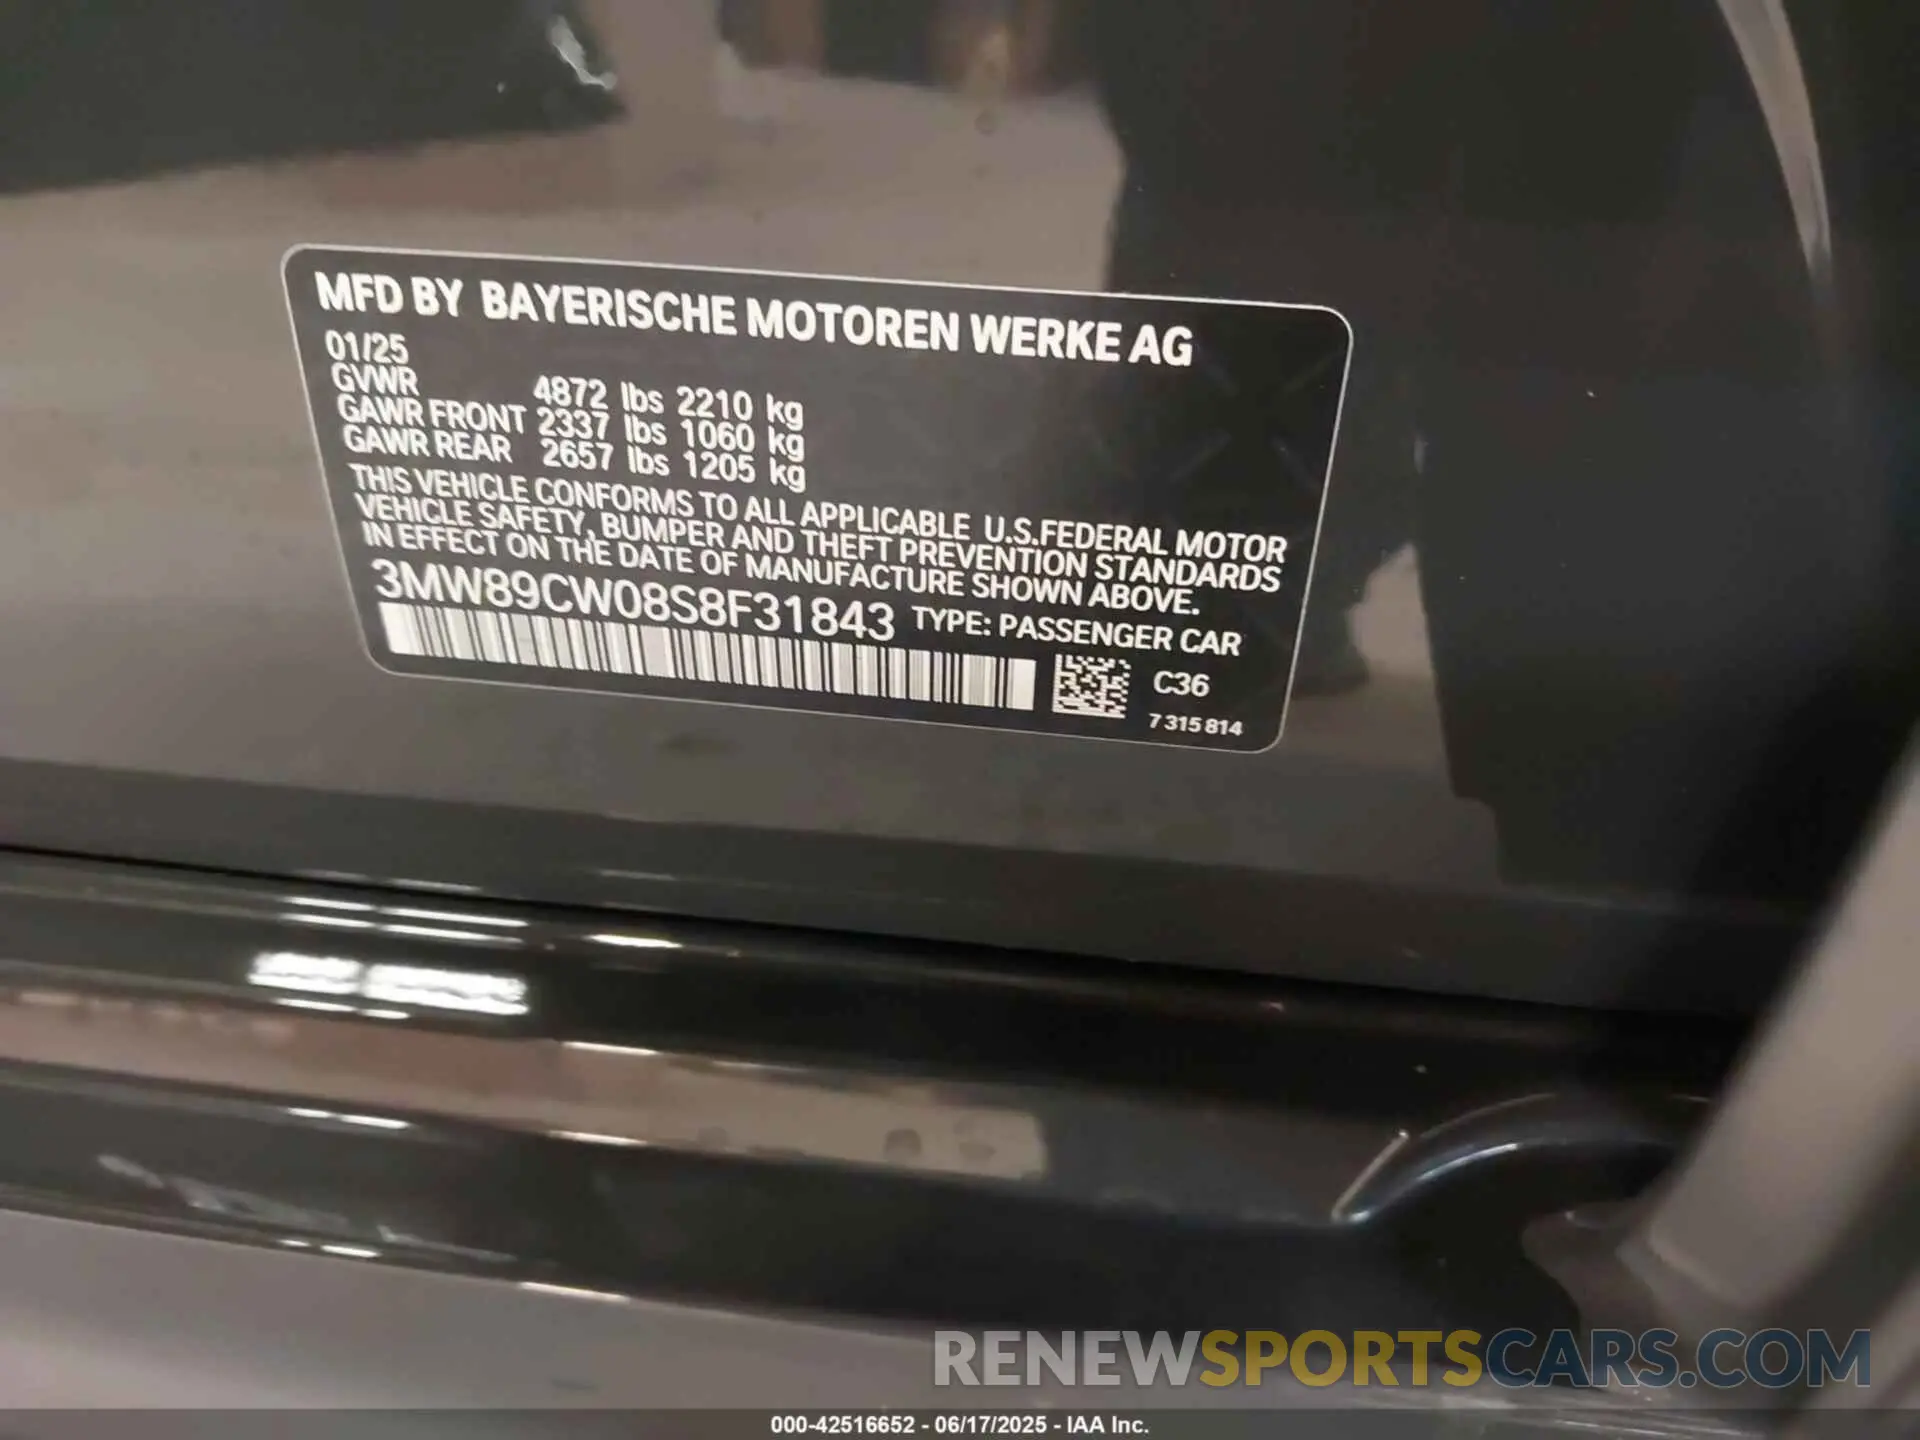 MFD BY BAYERISCHE MOTOREN WERKE AG
01/25
GVWR 4872 lbs 2210 kg
GAWR FRONT 2337 lbs 1060 kg
GAWR REAR 2657 lbs 1205 kg
THIS VEHICLE CONFORMS TO ALL APPLICABLE U.S.FEDERAL MOTOR
VEHICLE SAFETY, BUMPER AND THEFT PREVENTION STANDARDS
IN EFFECT ON THE DATE OF MANUFACTURE SHOWN ABOVE.
3MW89CW08S8F31843 TYPE: PASSENGER CAR
C36
7 315 814
RENEWSPORTSCARS.COM
000-42516652 - 06/17/2025 - IAA Inc.